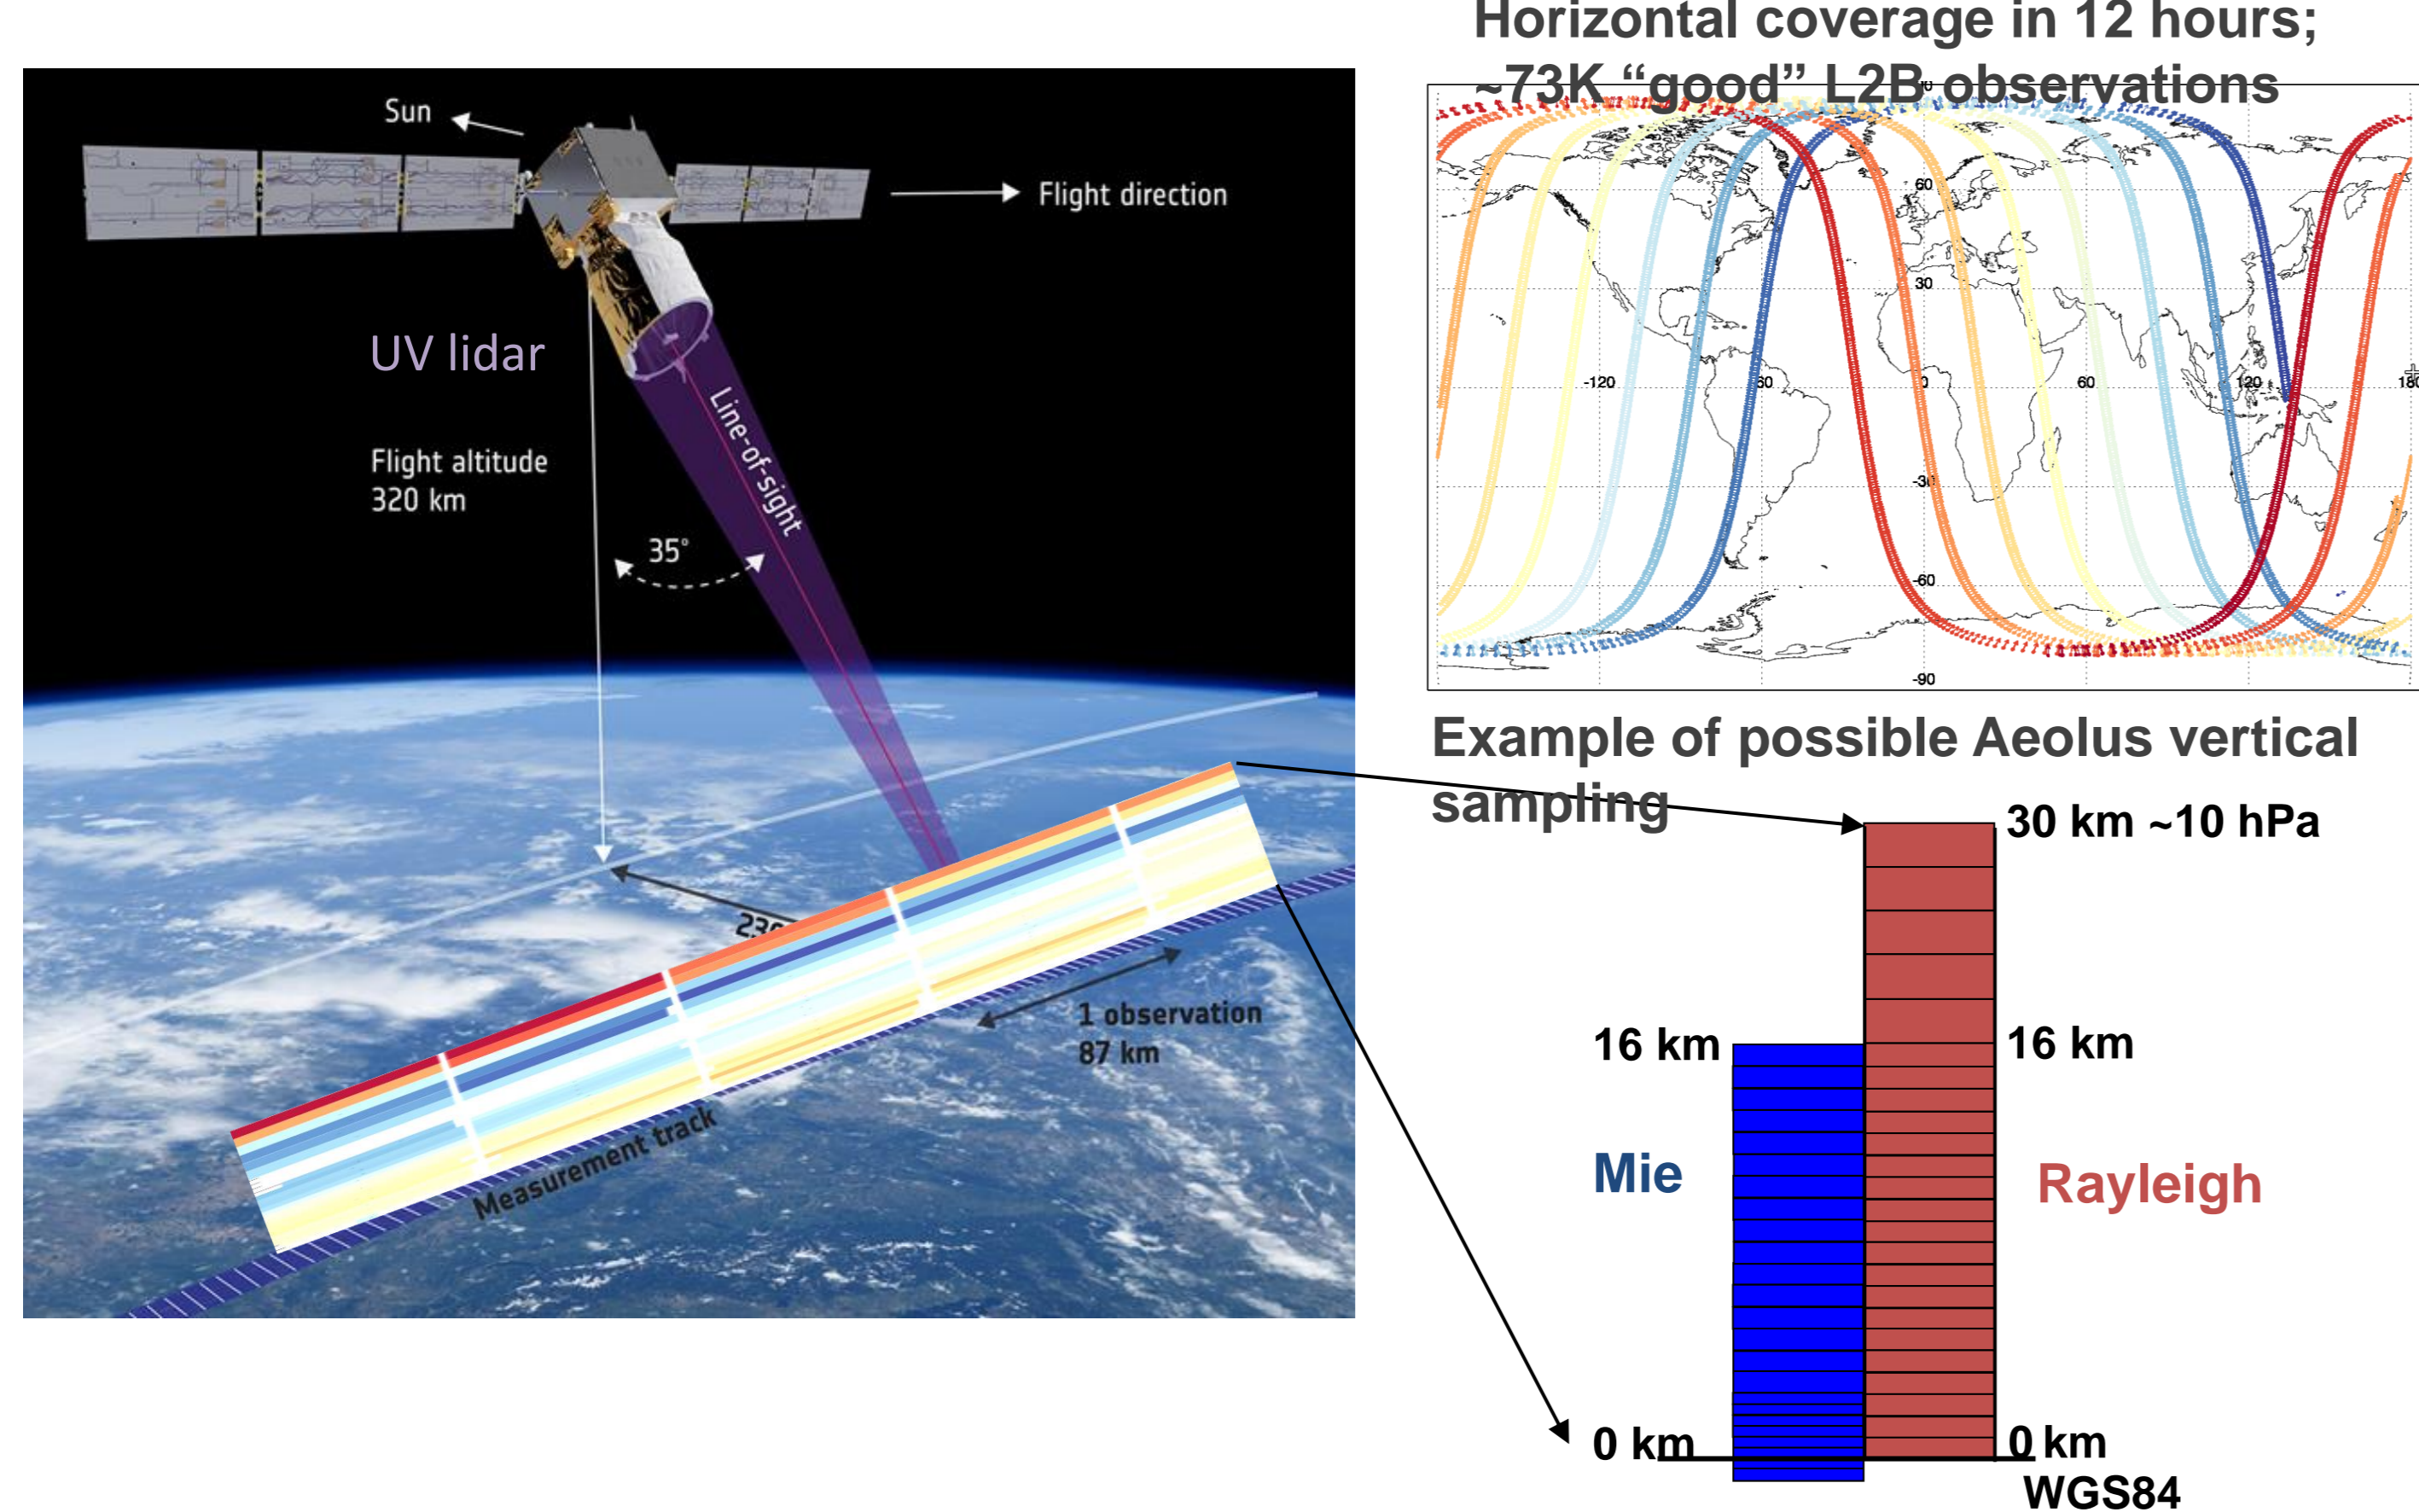 Sun
Flight direction
UV lidar
Line-of-sight
Flight altitude
320 km
35°
1 observation
87 km
Measurement track
Horizontal coverage in 12 hours;
~73K “good” L2B observations
60
30
-120
0
60
120
180
-30
-60
-90
Example of possible Aeolus vertical
sampling
30 km ~10 hPa
16 km
16 km
Mie
Rayleigh
0 km
0 km
WGS84